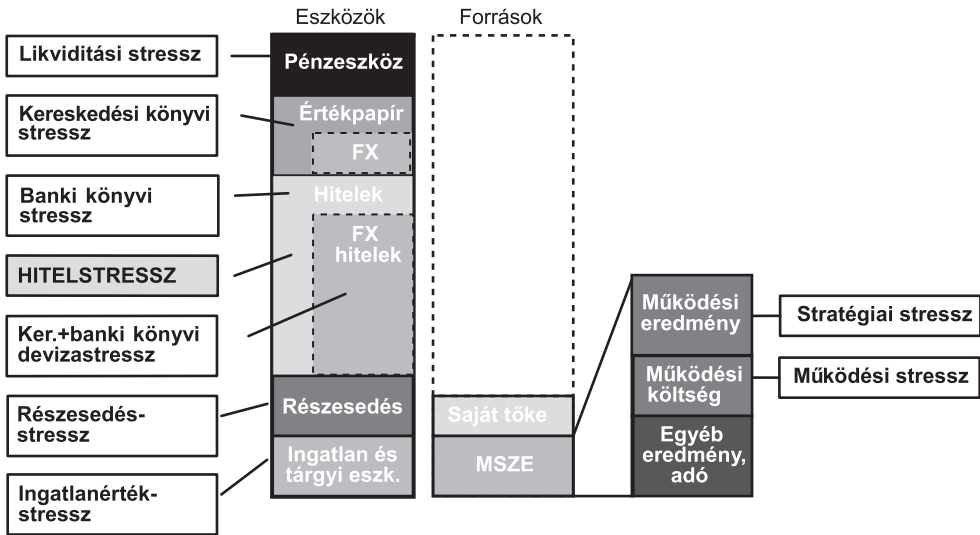 Eszközök
Források
Likviditási stressz
Kereskedési könyvi
stressz
Banki könyvi
stressz
HITELSTRESSZ
Ker.+banki könyvi
devizastressz
Részesedés-
stressz
Ingatlanérték-
stressz
Pénzeszköz
Értékpapír
FX
Hitelek
FX
hitelek
Részesedés
Ingatlan és
tárgyi eszk.
Saját tőke
MSZE
Működési
eredmény
Működési
költség
Egyéb
eredmény,
adó
Stratégiai stressz
Működési stressz